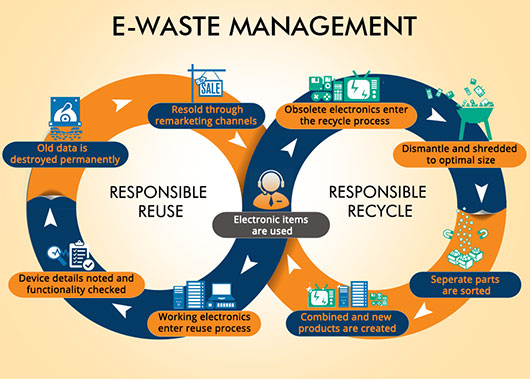 E-WASTE MANAGEMENT
SALE
Resold through
remarketing channels
Obsolete electronics enter
the recycle process
Old data is
destroyed permanently
Dismantle and shredded
to optimal size
RESPONSIBLE
REUSE
RESPONSIBLE
RECYCLE
Electronic items
are used
Device details noted and
functionality checked
Seperate parts
are sorted
Working electronics
enter reuse process
Combined and new
products are created